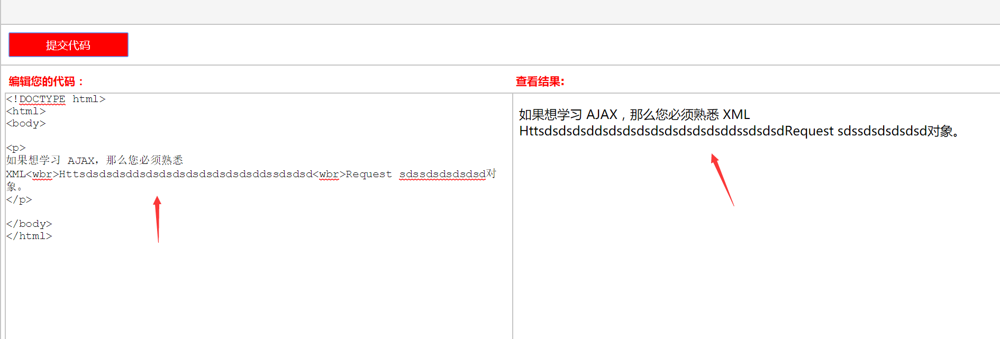 提交代码
编辑您的代码：
查看结果:
<!DOCTYPE html>
<html>
<body>
<p>
如果想学习 AJAX，那么您必须熟悉
XML<wbr>Httsdsdsdsddsdsdsdsdsdsdsdsdsddssdsdsd<wbr>Request sdssdsdsdsdsd对
象。
</p>
</body>
</html>
如果想学习 AJAX，那么您必须熟悉 XML
HttsdsdsdsddsdsdsdsdsdsdsdsdsddssdsdsdRequest sdssdsdsdsdsd对象。